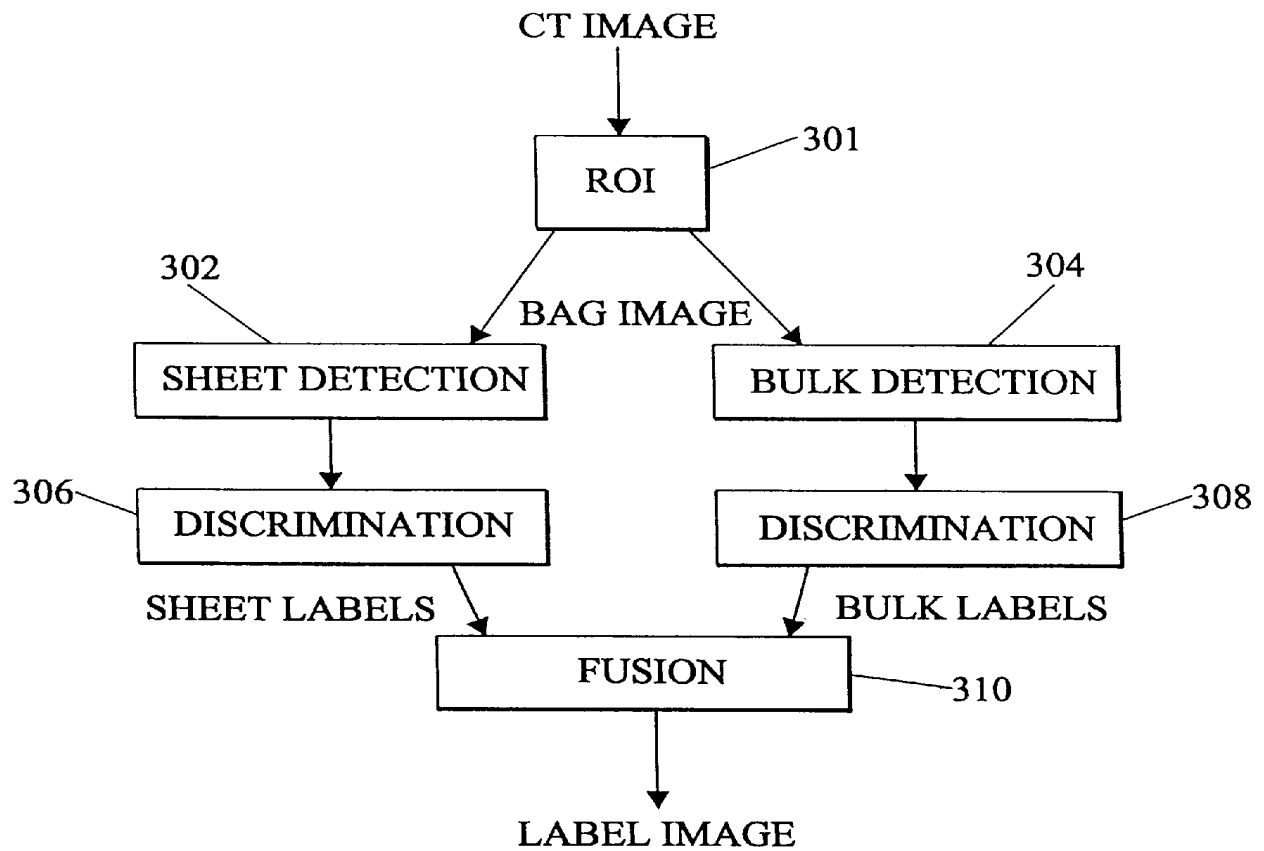 CT IMAGE
301
ROI
302
304
BAG IMAGE
SHEET DETECTION
BULK DETECTION
306
308
DISCRIMINATION
DISCRIMINATION
SHEET LABELS
BULK LABELS
FUSION
310
LABEL IMAGE